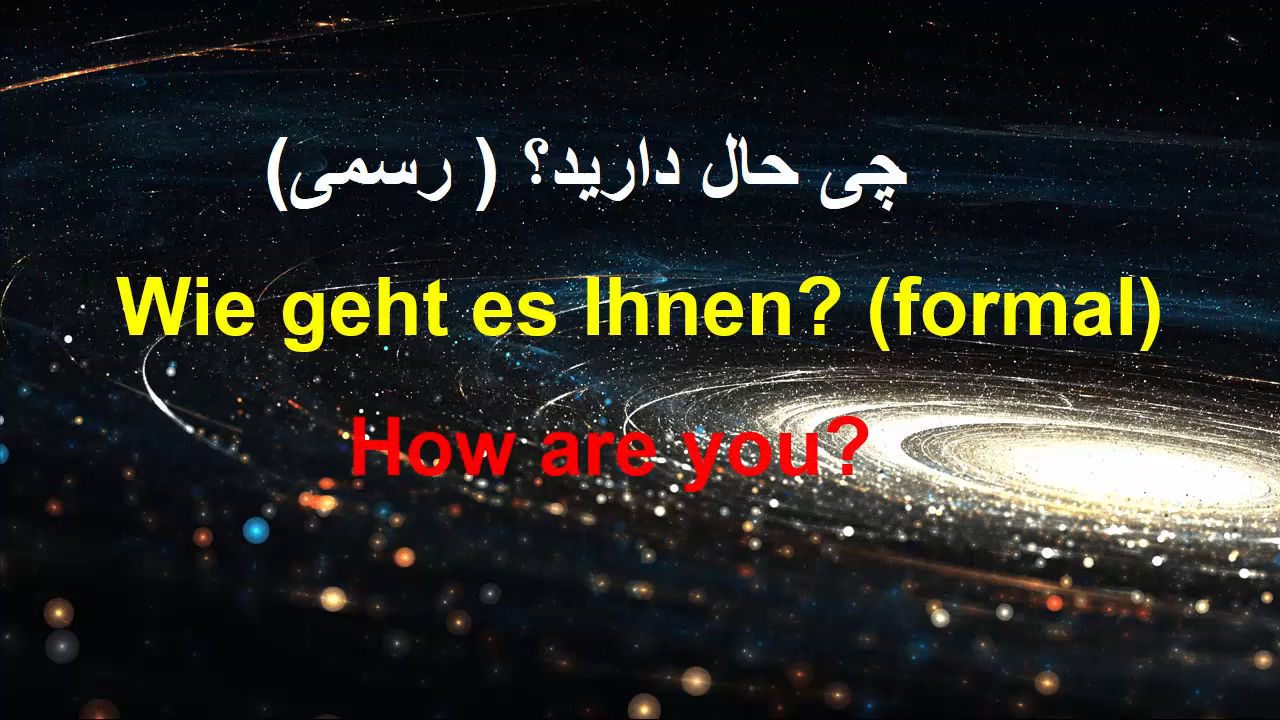 چی حال دارید؟ ( رسمی)
Wie geht es Ihnen? (formal)
How are you?